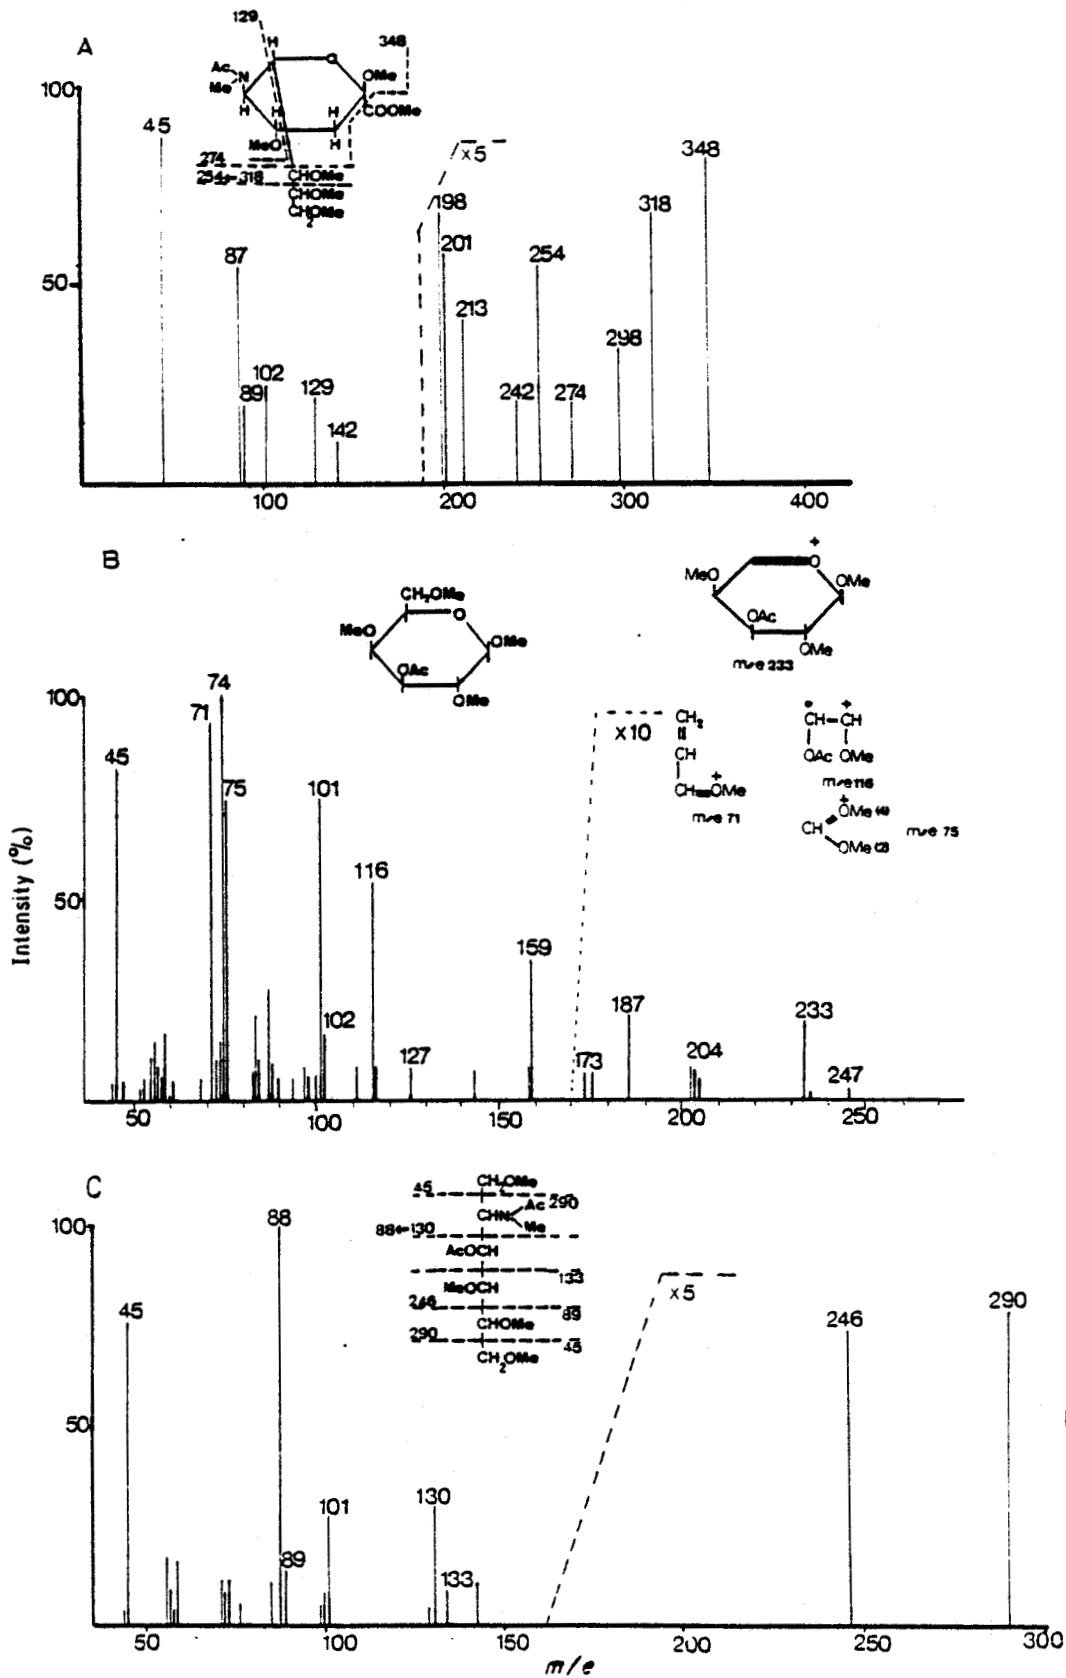 A
129
H
O
348
Ac
N
Me
OMe
COOMe
H
H
H
MeO
H
274
CHOMe
254←318
CHOMe
CH2OMe
100
50
45
87
89
102
129
142
x5
198
201
213
242
254
274
298
318
348
100
200
300
400
B
CH2OMe
O
MeO
OMe
OAc
OMe
+
O
MeO
OMe
OAc
OMe
m/e 233
Intensity (%)
100
50
45
71
74
75
101
102
116
127
159
x10
173
187
204
233
247
CH2
CH
CH=OMe
+
m/e 71
CH-CH
+
OAc OMe
m/e 116
+
OMe (4)
CH
OMe(2)
m/e 75
50
100
150
200
250
C
45
CH2OMe
290
CHN
Ac
Me
88←130
AcOCH
133
MeOCH
246
89
CHOMe
290
45
CH2OMe
100
50
45
88
89
101
130
133
x5
246
290
50
100
150
200
250
300
m/e